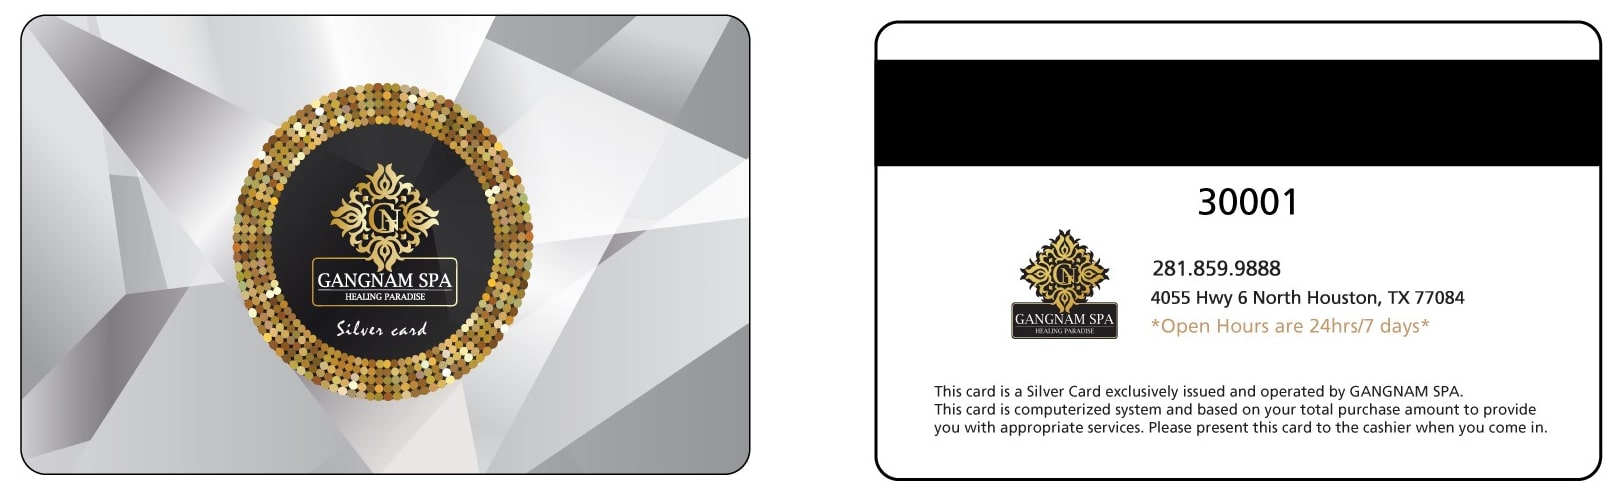 GN
GANGNAM SPA
HEALING PARADISE
Silver card
30001
GN
GANGNAM SPA
HEALING PARADISE
281.859.9888
4055 Hwy 6 North Houston, TX 77084
*Open Hours are 24hrs/7 days*
This card is a Silver Card exclusively issued and operated by GANGNAM SPA.
This card is computerized system and based on your total purchase amount to provide
you with appropriate services. Please present this card to the cashier when you come in.